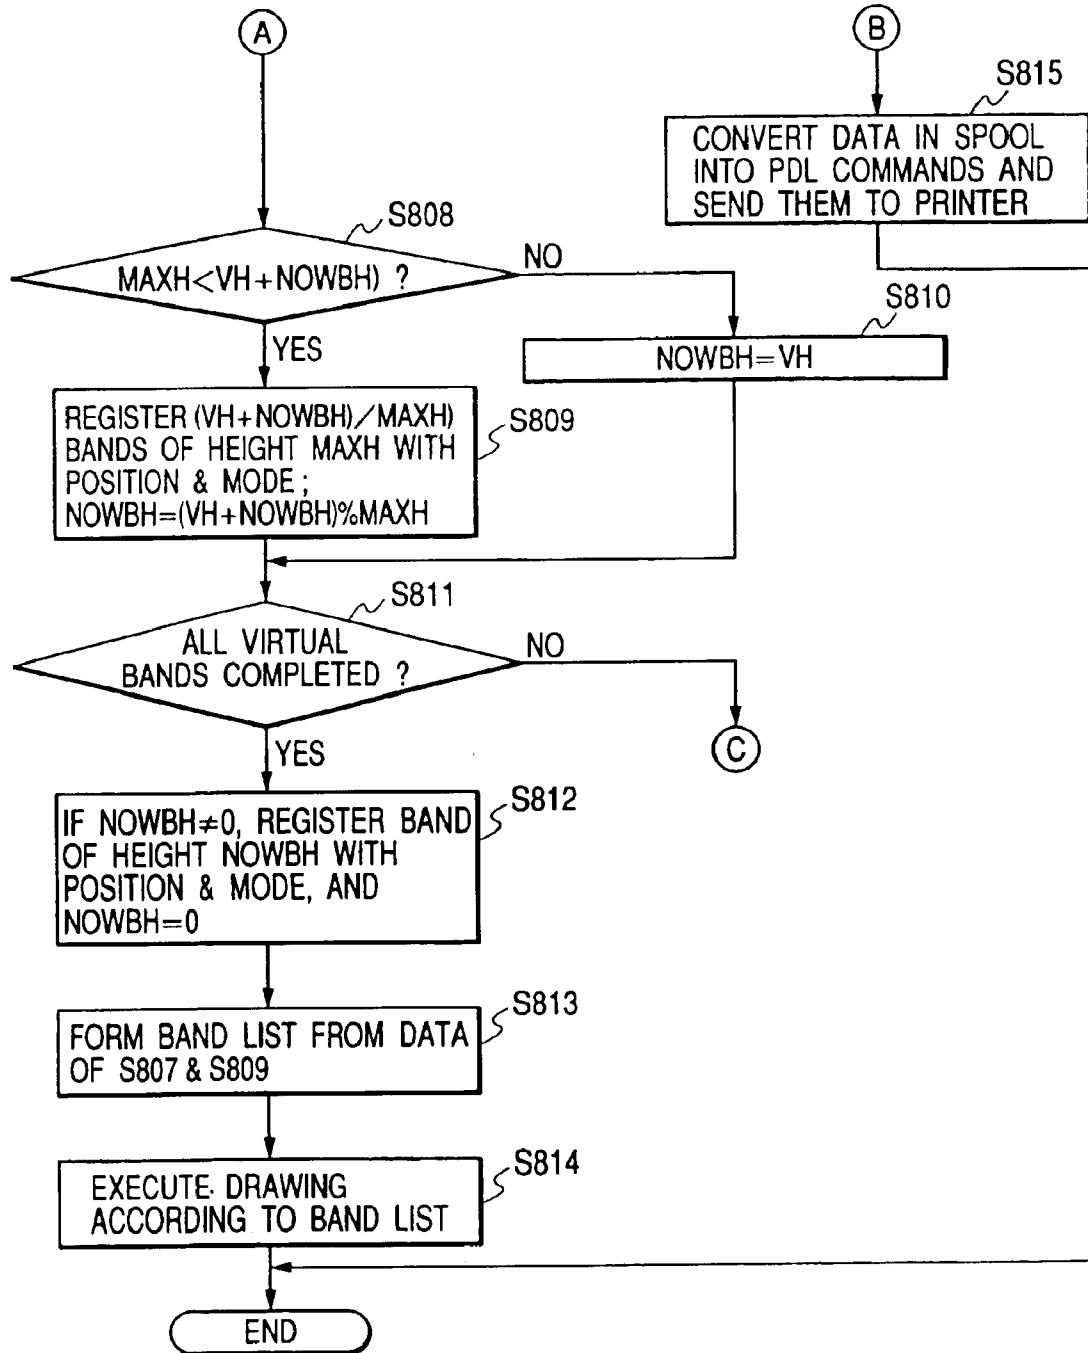 A
B
S815
CONVERT DATA IN SPOOL
INTO PDL COMMANDS AND
SEND THEM TO PRINTER
S808
MAXH<VH+NOWBH) ?
NO
YES
S810
NOWBH=VH
REGISTER (VH+NOWBH)/MAXH)
BANDS OF HEIGHT MAXH WITH
POSITION & MODE;
NOWBH=(VH+NOWBH)%MAXH
S809
S811
ALL VIRTUAL
BANDS COMPLETED ?
NO
C
YES
S812
IF NOWBH≠0, REGISTER BAND
OF HEIGHT NOWBH WITH
POSITION & MODE, AND
NOWBH=0
S813
FORM BAND LIST FROM DATA
OF S807 & S809
S814
EXECUTE DRAWING
ACCORDING TO BAND LIST
END